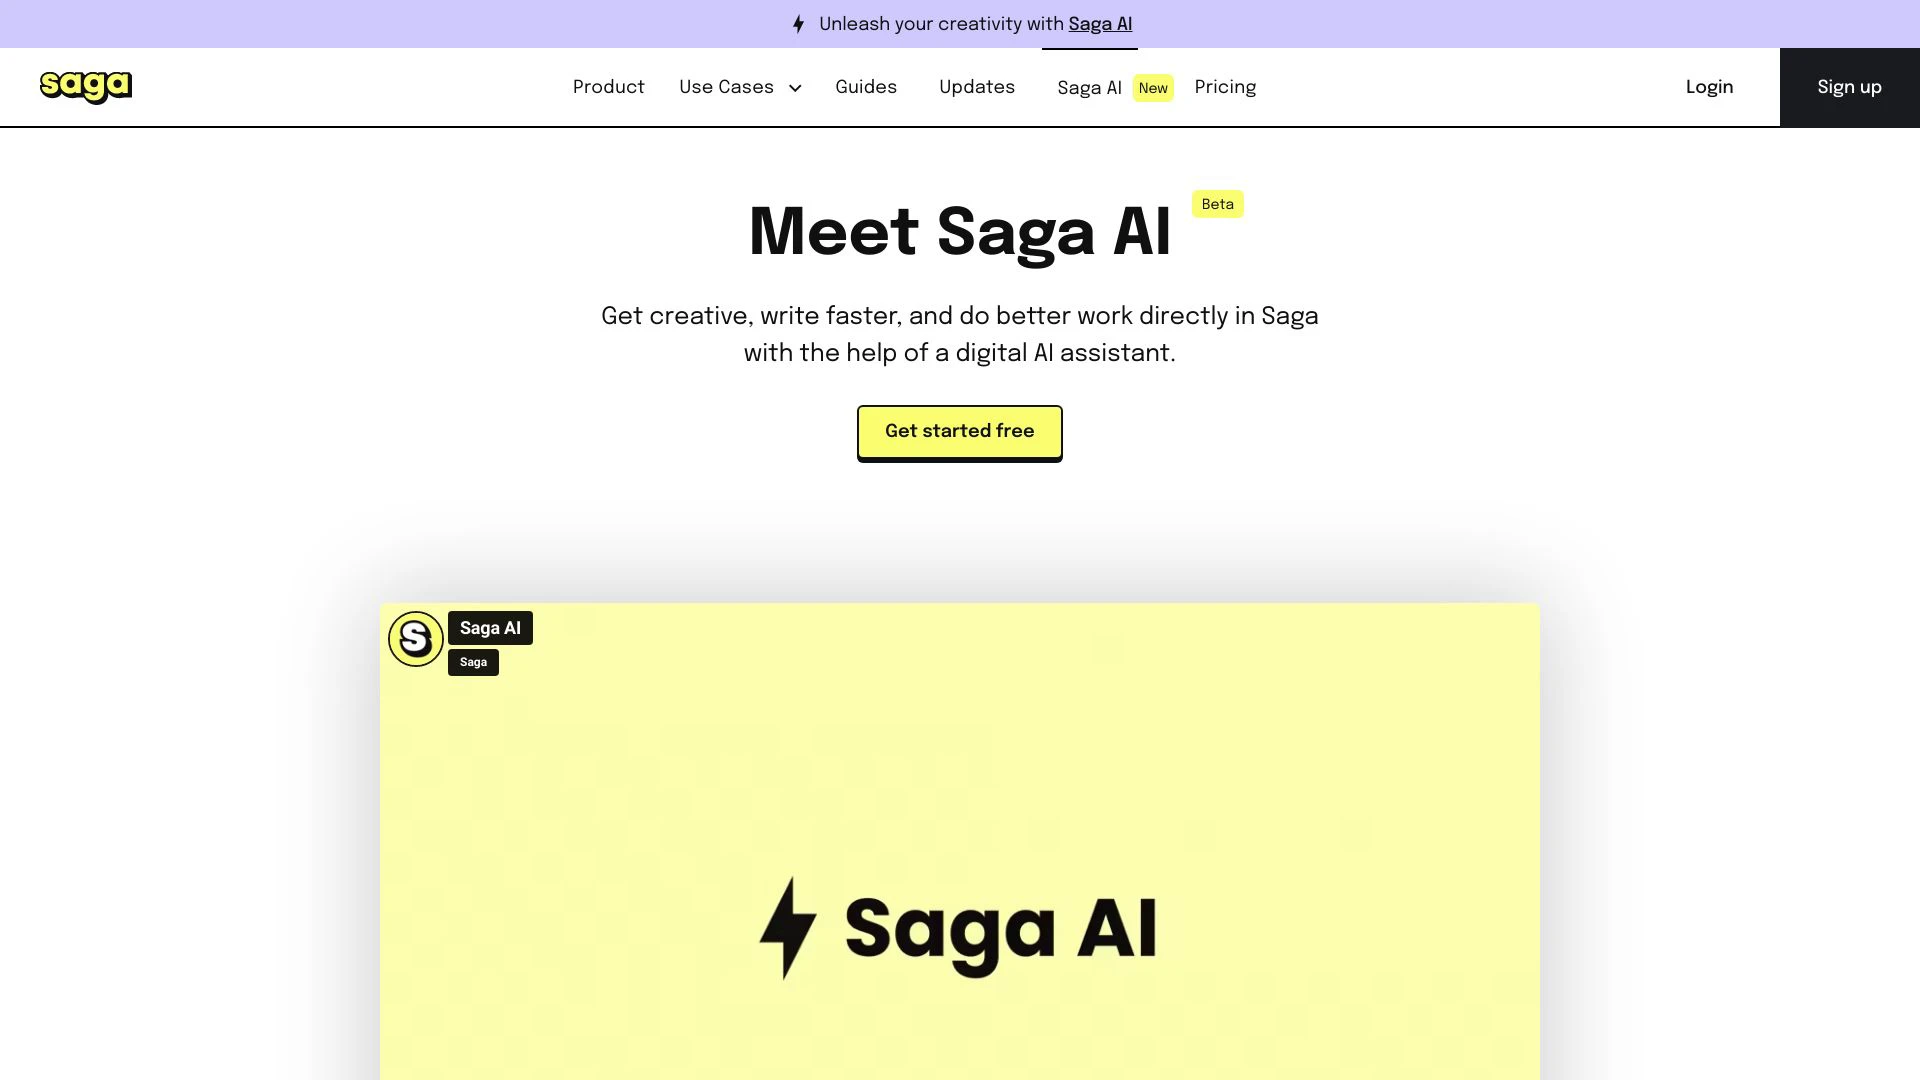 Unleash your creativity with Saga AI
saga
Product
Use Cases
Guides
Updates
Saga AI
New
Pricing
Login
Sign up
Meet Saga AI
Beta
Get creative, write faster, and do better work directly in Saga
with the help of a digital AI assistant.
Get started free
S
Saga AI
Saga
Saga AI